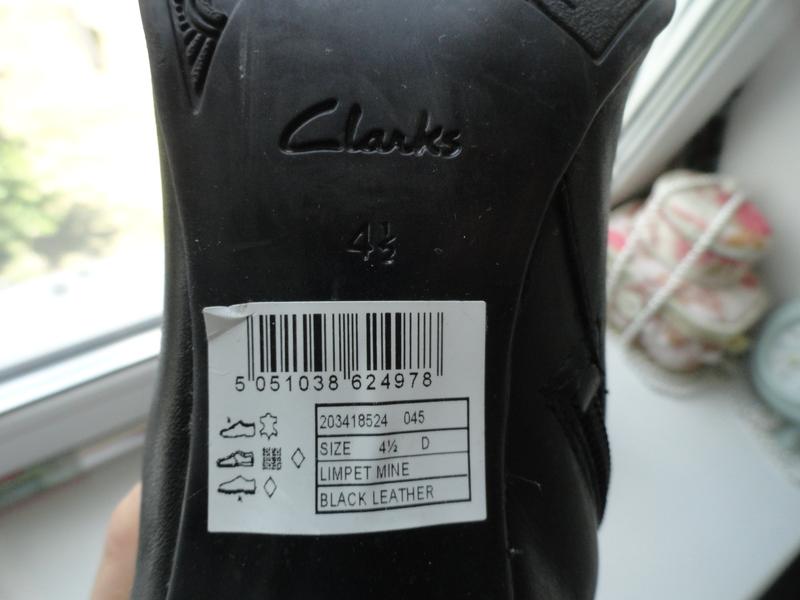 Clarks
4½
5 051038 624978
203418524 045
SIZE 4½ D
LIMPET MINE
BLACK LEATHER